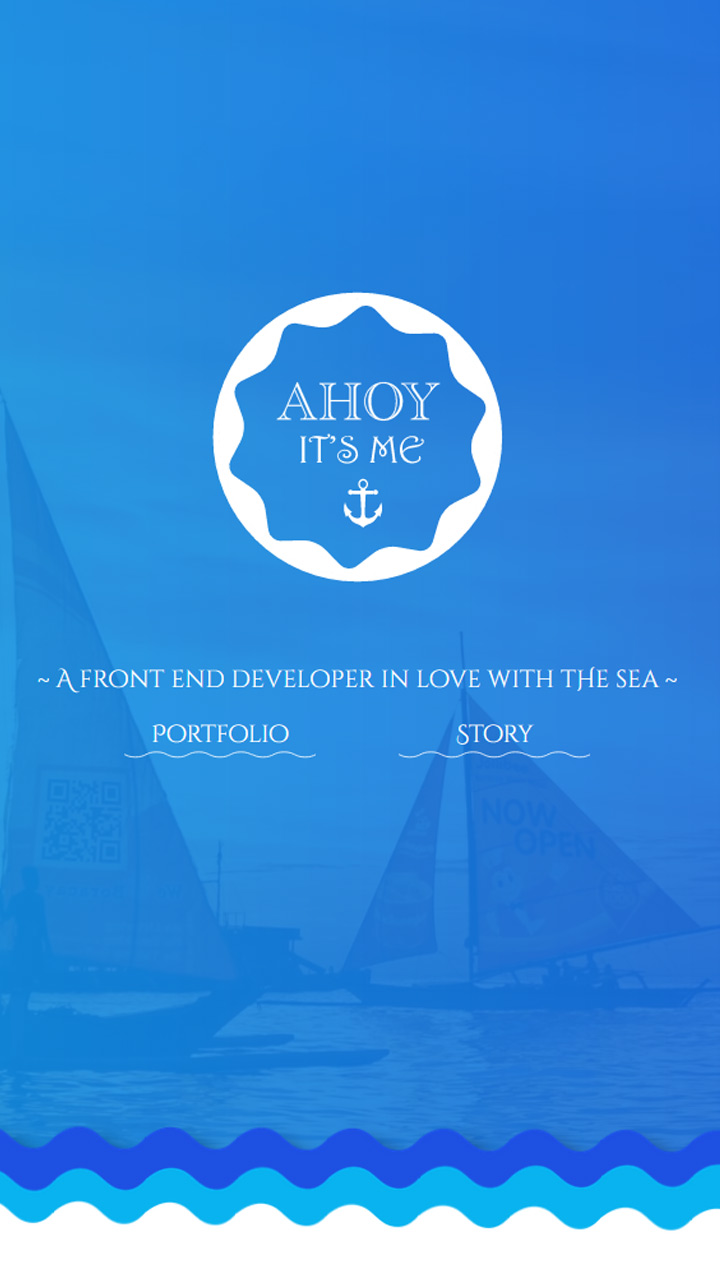 AHOY
IT'S ME
~ A FRONT END DEVELOPER IN LOVE WITH THE SEA ~
PORTFOLIO STORY
NOW
OPEN